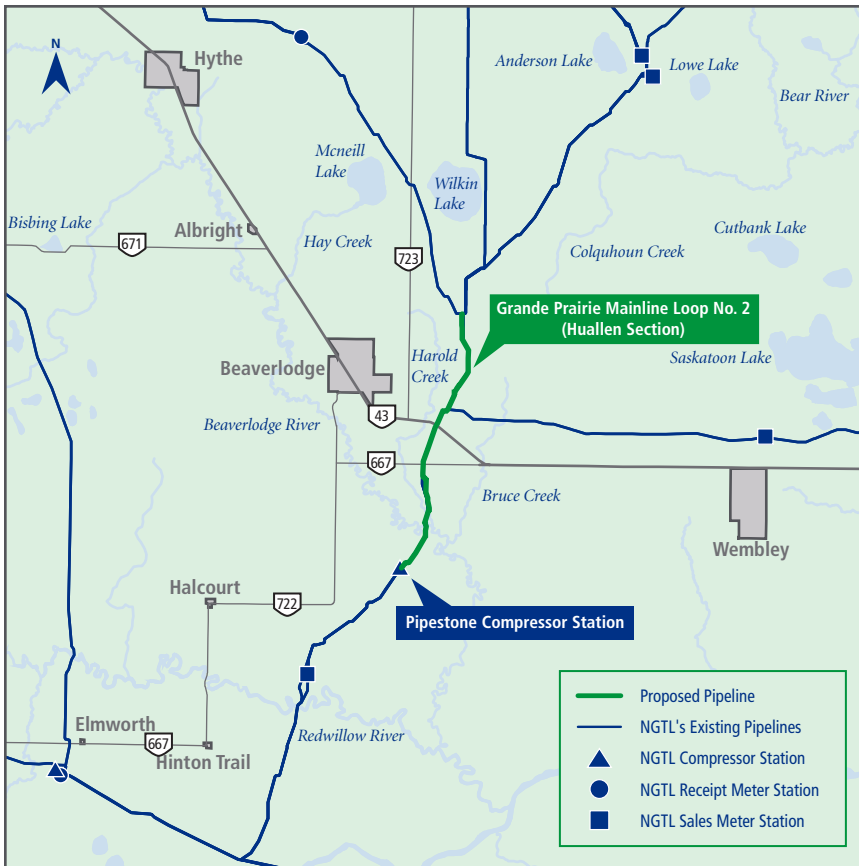 N
Hythe
Anderson Lake
Lowe Lake
Bear River
Mcneill
Lake
Wilkin
Lake
Bisbing Lake
Albright
671
Hay Creek
723
Colquhoun Creek
Cutbank Lake
Grande Prairie Mainline Loop No. 2
(Huallen Section)
Harold
Creek
Saskatoon Lake
Beaverlodge
43
Beaverlodge River
667
Bruce Creek
Wembley
Halcourt
722
Pipestone Compressor Station
Elmworth
667
Hinton Trail
Redwillow River
Proposed Pipeline
NGTL's Existing Pipelines
NGTL Compressor Station
NGTL Receipt Meter Station
NGTL Sales Meter Station